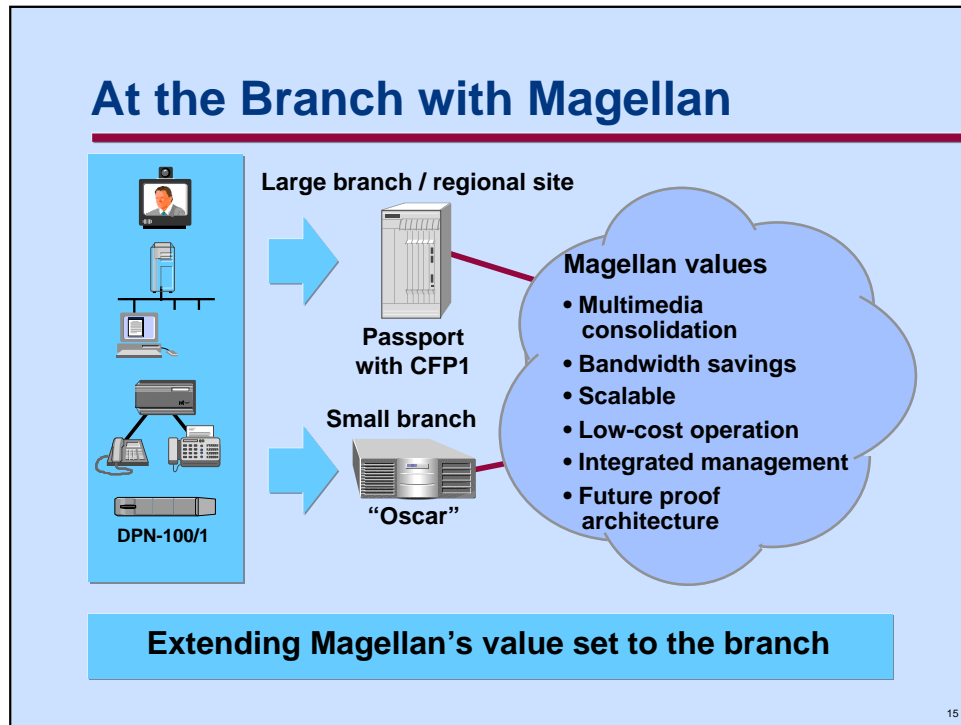 At the Branch with Magellan
Large branch / regional site
Passport
with CFP1
Small branch
“Oscar”
DPN-100/1
Magellan values
• Multimedia
consolidation
• Bandwidth savings
• Scalable
• Low-cost operation
• Integrated management
• Future proof
architecture
Extending Magellan’s value set to the branch
15